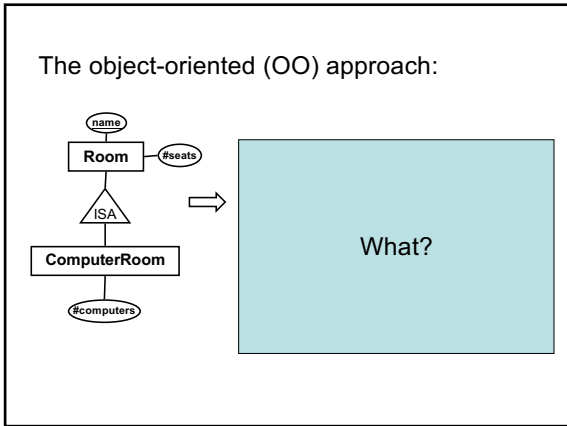 The object-oriented (OO) approach:
name
Room
#seats
ISA
ComputerRoom
#computers
What?